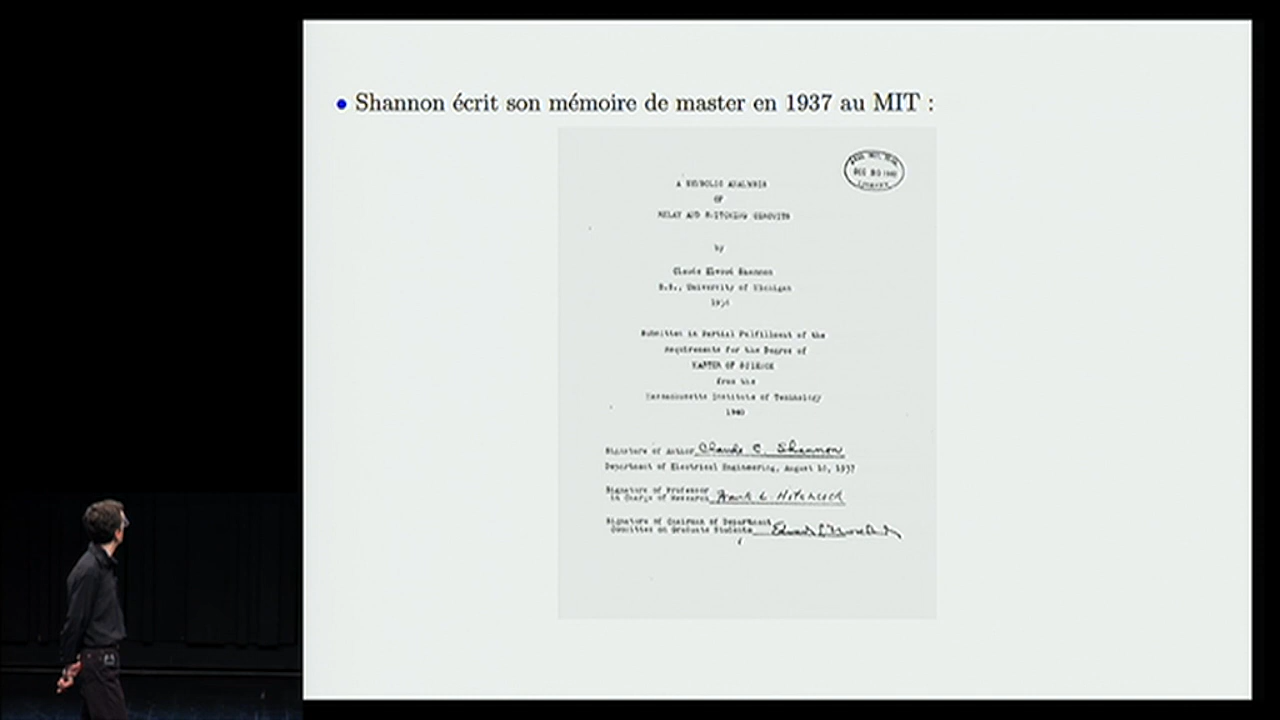 • Shannon écrit son mémoire de master en 1937 au MIT :
A SYMBOLIC ANALYSIS
OF
RELAY AND SWITCHING CIRCUITS
by
Claude Elwood Shannon
B.S., University of Michigan
Submitted in Partial Fulfillment of the
Requirements for the Degree of
MASTER OF SCIENCE
from the
Massachusetts Institute of Technology
1940
Signature of Author Claude E. Shannon
Department of Electrical Engineering, August 10, 1937
Signature of Professor
in Charge of Research Frank L. Hitchcock
Signature of Chairman of Department
Committee on Graduate Students